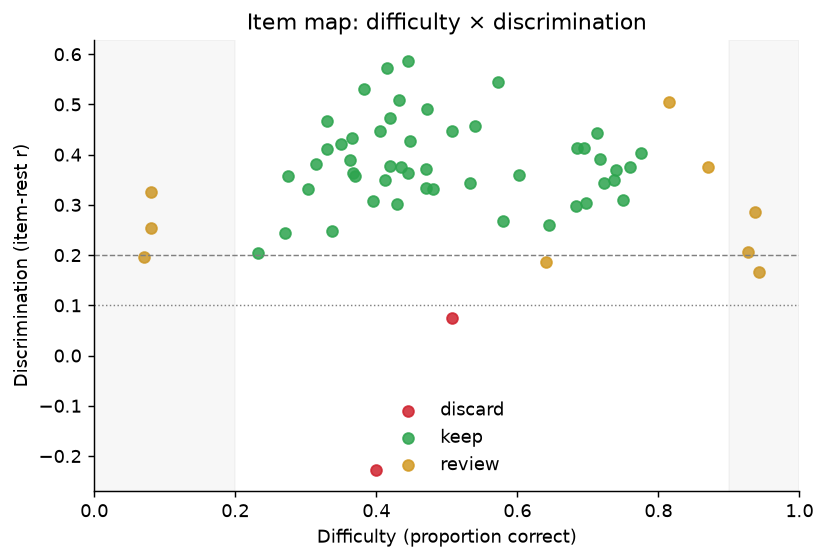 Item map: difficulty × discrimination
Discrimination (item-rest r)
0.6
0.5
0.4
0.3
0.2
0.1
0.0
−0.1
−0.2
discard
keep
review
0.0 0.2 0.4 0.6 0.8 1.0
Difficulty (proportion correct)